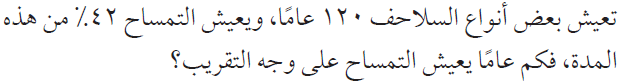 تعيش بعض أنواع السلاحف ١٢٠ عامًا، ويعيش التمساح ٤٢٪ من هذه
المدة، فكم عامًا يعيش التمساح على وجه التقريب؟